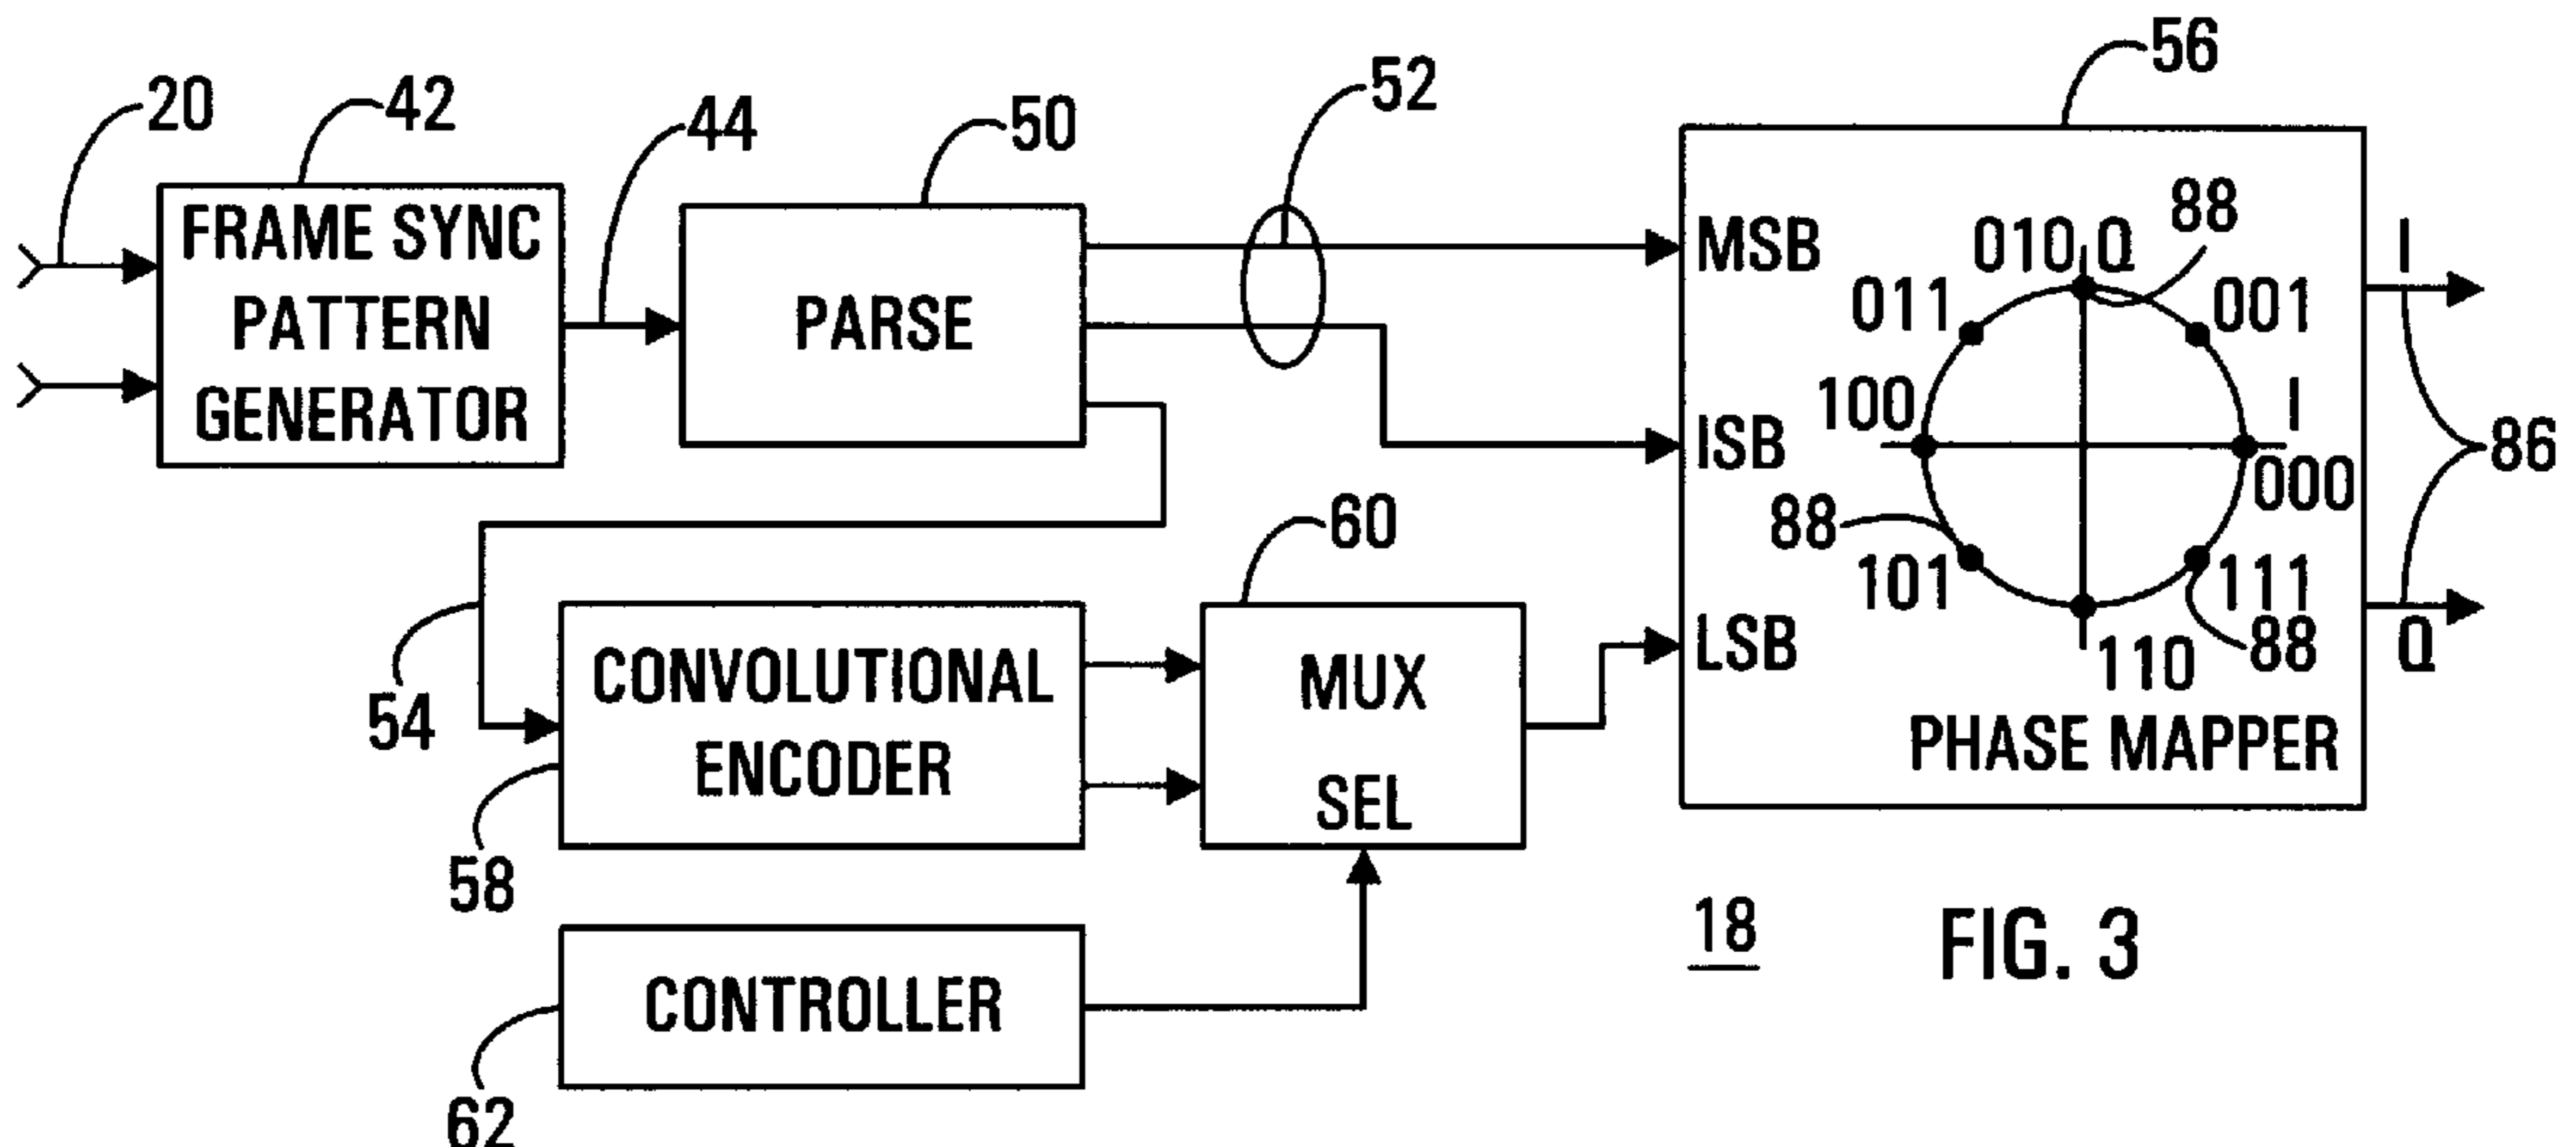 20
42
44
50
52
56
FRAME SYNC
PATTERN
GENERATOR
PARSE
MSB
ISB
LSB
010 Q
88
011
001
100
I
000
88
101
111
88
110
PHASE MAPPER
I
86
Q
54
CONVOLUTIONAL
ENCODER
58
60
MUX
SEL
CONTROLLER
62
18
FIG. 3